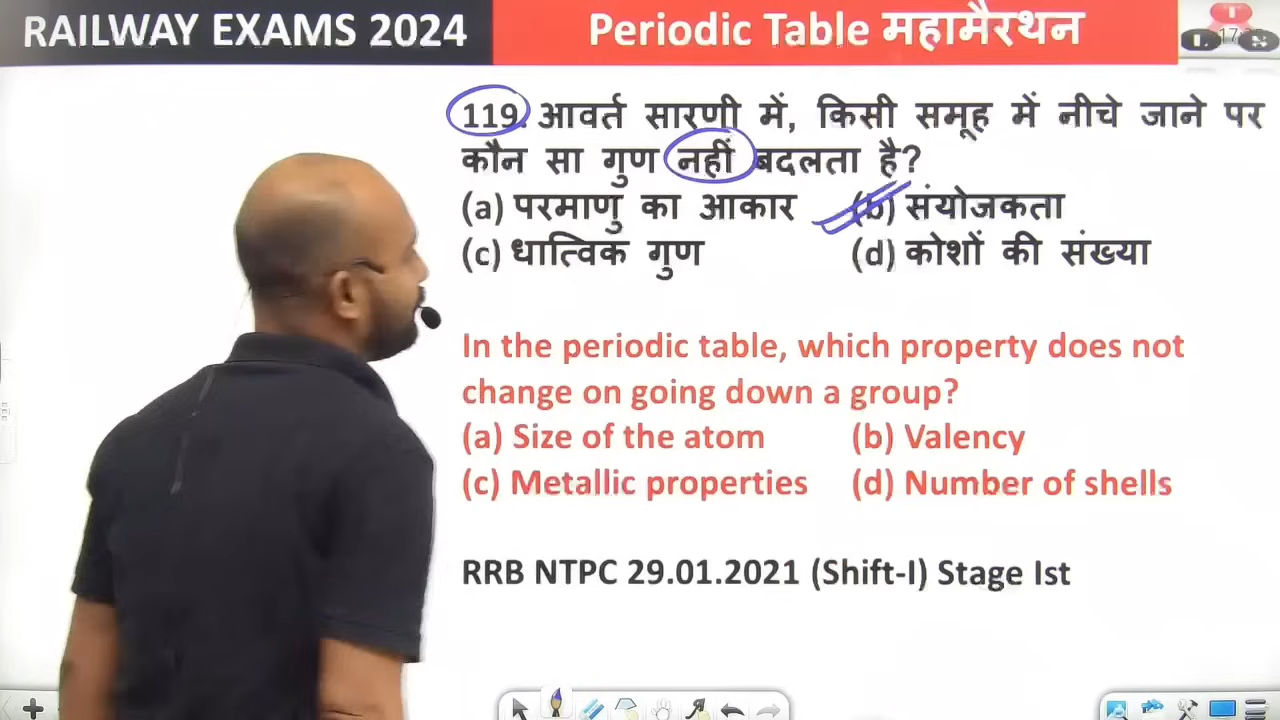 RAILWAY EXAMS 2024
Periodic Table महामैरथन
119. आवर्त सारणी में, किसी समूह में नीचे जाने पर
कौन सा गुण नहीं बदलता है?
(a) परमाणु का आकार (b) संयोजकता
(c) धात्विक गुण (d) कोशों की संख्या
In the periodic table, which property does not
change on going down a group?
(a) Size of the atom (b) Valency
(c) Metallic properties (d) Number of shells
RRB NTPC 29.01.2021 (Shift-I) Stage Ist